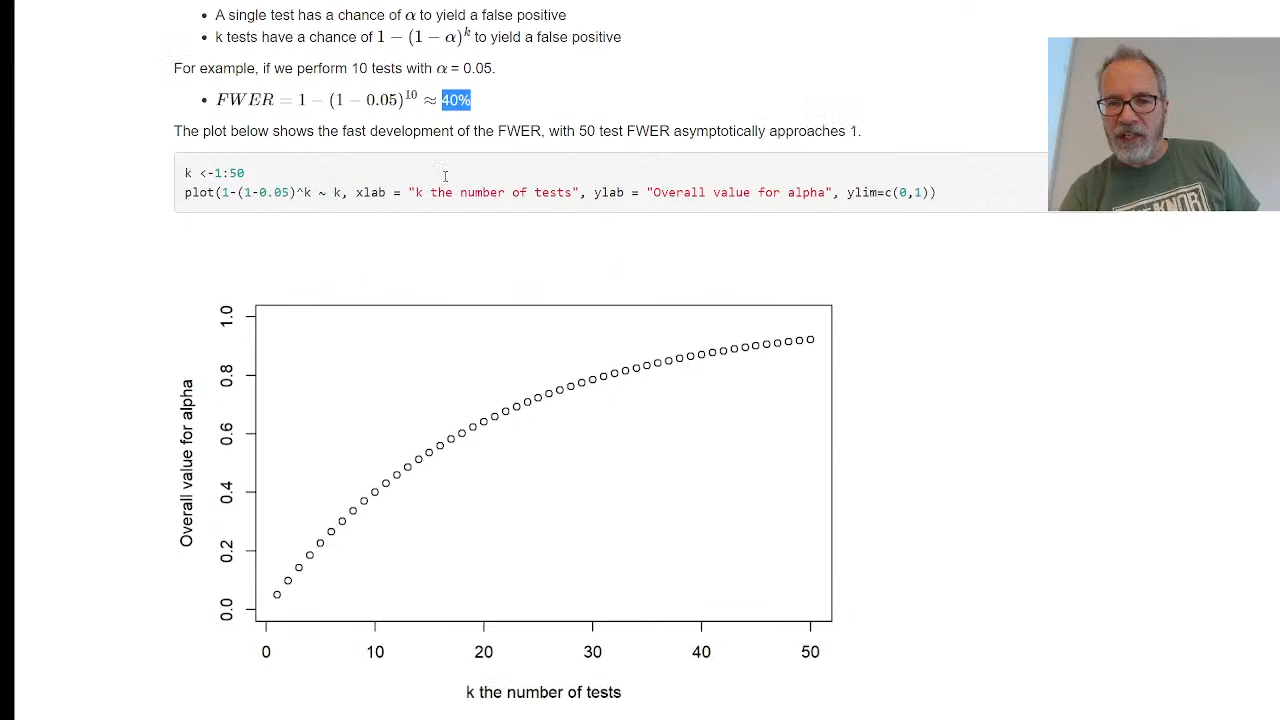 A single test has a chance of α to yield a false positive
k tests have a chance of 1 − (1 − α)^k to yield a false positive
For example, if we perform 10 tests with α = 0.05.
FWER = 1 − (1 − 0.05)^10 ≈ 40%
The plot below shows the fast development of the FWER, with 50 test FWER asymptotically approaches 1.
k <-1:50
plot(1-(1-0.05)^k ~ k, xlab = "k the number of tests", ylab = "Overall value for alpha", ylim=c(0,1))
Overall value for alpha
1.0
0.8
0.6
0.4
0.2
0.0
0 10 20 30 40 50
k the number of tests
KNOB